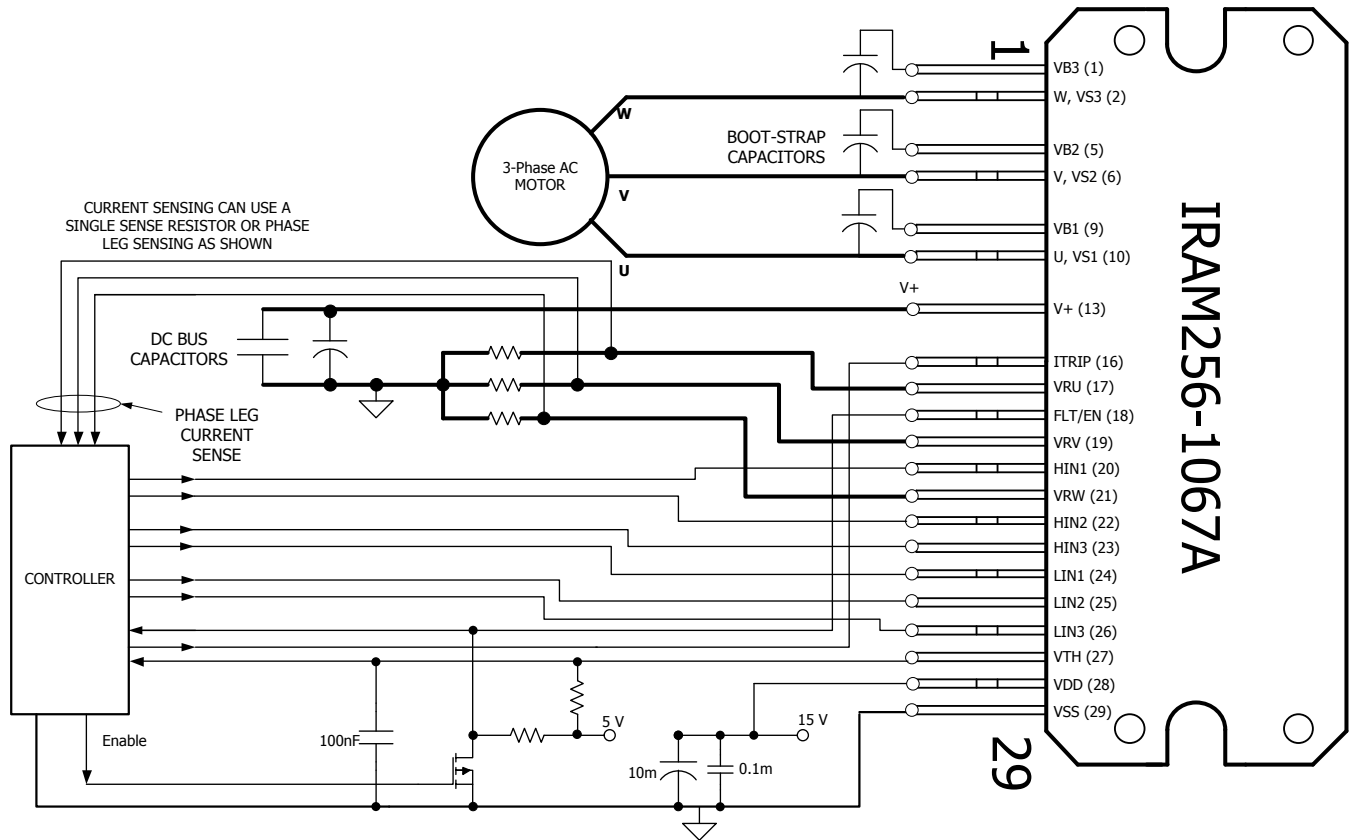 1
VB3 (1)
W, VS3 (2)
W
BOOT-STRAP
CAPACITORS
VB2 (5)
V, VS2 (6)
3-Phase AC
MOTOR
V
VB1 (9)
U, VS1 (10)
U
CURRENT SENSING CAN USE A
SINGLE SENSE RESISTOR OR PHASE
LEG SENSING AS SHOWN
V+
V+ (13)
DC BUS
CAPACITORS
ITRIP (16)
VRU (17)
FLT/EN (18)
VRV (19)
HIN1 (20)
VRW (21)
HIN2 (22)
HIN3 (23)
LIN1 (24)
LIN2 (25)
LIN3 (26)
VTH (27)
VDD (28)
VSS (29)
IRAM256-1067A
PHASE LEG
CURRENT
SENSE
CONTROLLER
Enable
100nF
5 V
15 V
10m
0.1m
29